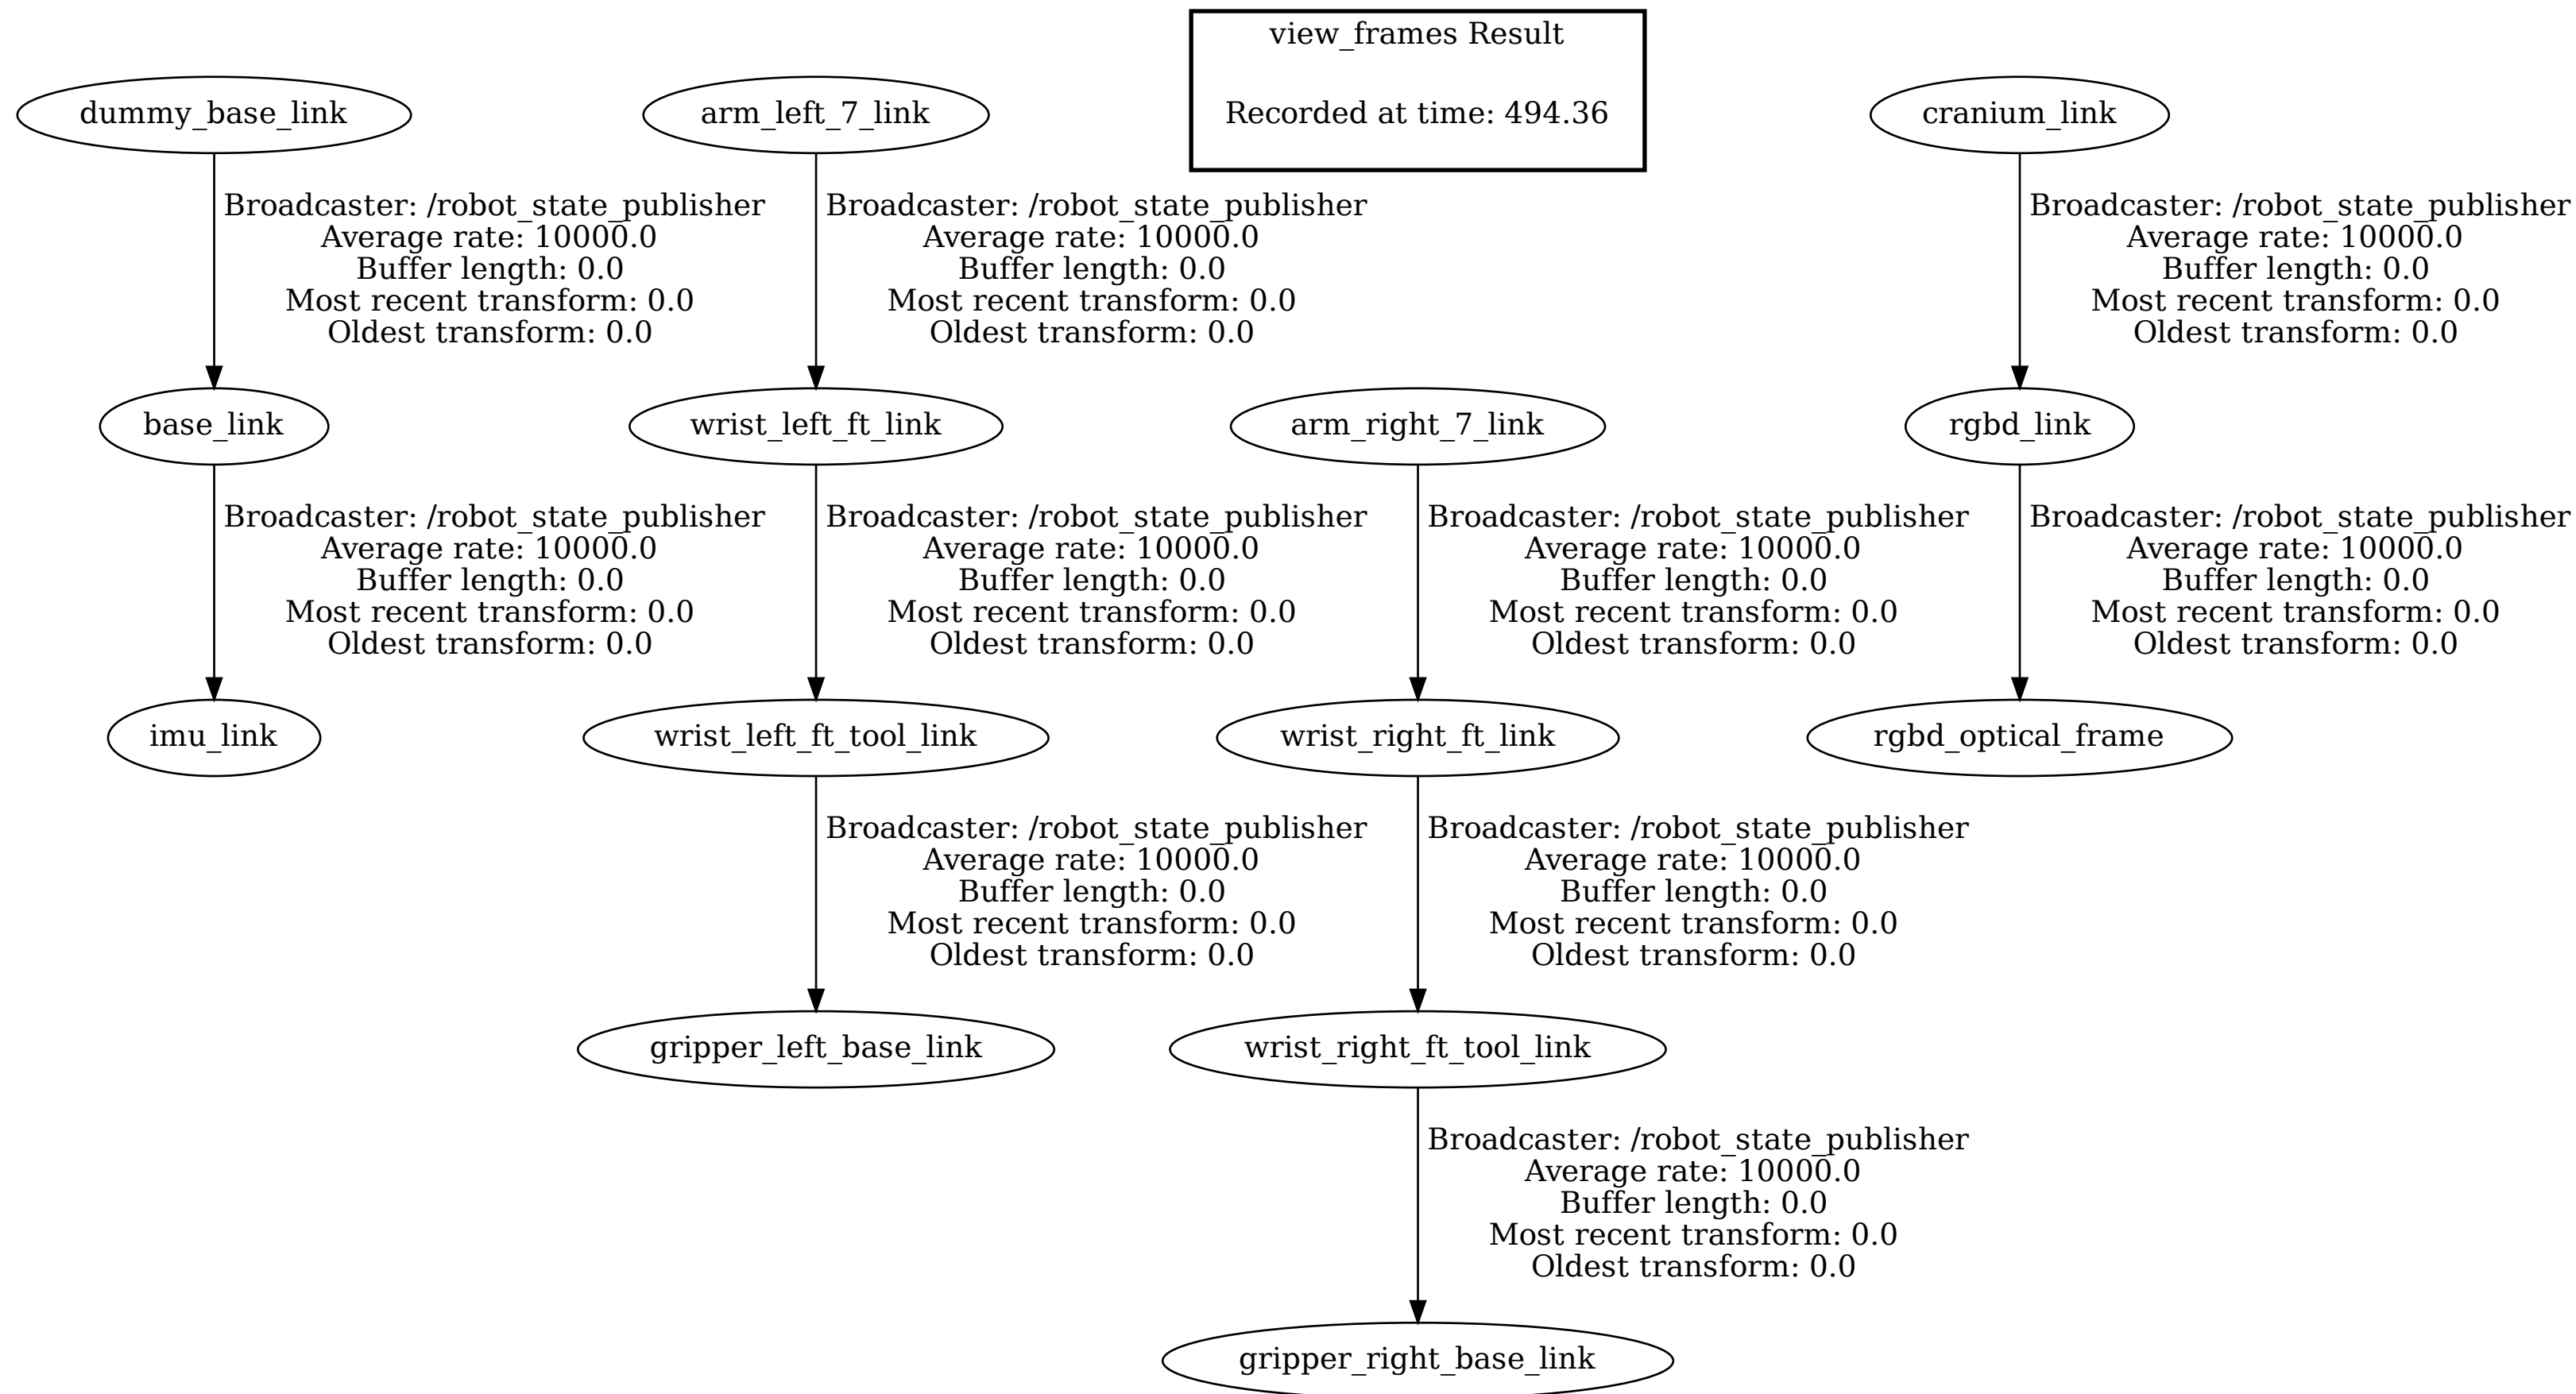 view_frames Result
Recorded at time: 494.36
dummy_base_link
arm_left_7_link
cranium_link
Broadcaster: /robot_state_publisher
Average rate: 10000.0
Buffer length: 0.0
Most recent transform: 0.0
Oldest transform: 0.0
Broadcaster: /robot_state_publisher
Average rate: 10000.0
Buffer length: 0.0
Most recent transform: 0.0
Oldest transform: 0.0
Broadcaster: /robot_state_publisher
Average rate: 10000.0
Buffer length: 0.0
Most recent transform: 0.0
Oldest transform: 0.0
base_link
wrist_left_ft_link
arm_right_7_link
rgbd_link
Broadcaster: /robot_state_publisher
Average rate: 10000.0
Buffer length: 0.0
Most recent transform: 0.0
Oldest transform: 0.0
Broadcaster: /robot_state_publisher
Average rate: 10000.0
Buffer length: 0.0
Most recent transform: 0.0
Oldest transform: 0.0
Broadcaster: /robot_state_publisher
Average rate: 10000.0
Buffer length: 0.0
Most recent transform: 0.0
Oldest transform: 0.0
Broadcaster: /robot_state_publisher
Average rate: 10000.0
Buffer length: 0.0
Most recent transform: 0.0
Oldest transform: 0.0
imu_link
wrist_left_ft_tool_link
wrist_right_ft_link
rgbd_optical_frame
Broadcaster: /robot_state_publisher
Average rate: 10000.0
Buffer length: 0.0
Most recent transform: 0.0
Oldest transform: 0.0
Broadcaster: /robot_state_publisher
Average rate: 10000.0
Buffer length: 0.0
Most recent transform: 0.0
Oldest transform: 0.0
gripper_left_base_link
wrist_right_ft_tool_link
Broadcaster: /robot_state_publisher
Average rate: 10000.0
Buffer length: 0.0
Most recent transform: 0.0
Oldest transform: 0.0
gripper_right_base_link